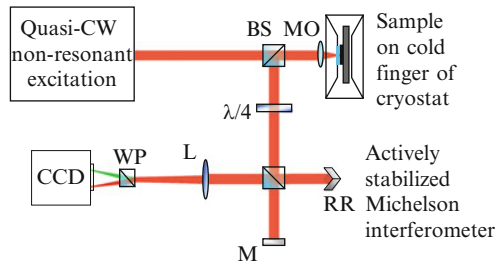 Quasi-CW
non-resonant
excitation
BS
MO
Sample
on cold
finger of
cryostat
λ/4
CCD
WP
L
RR
M
Actively
stabilized
Michelson
interferometer